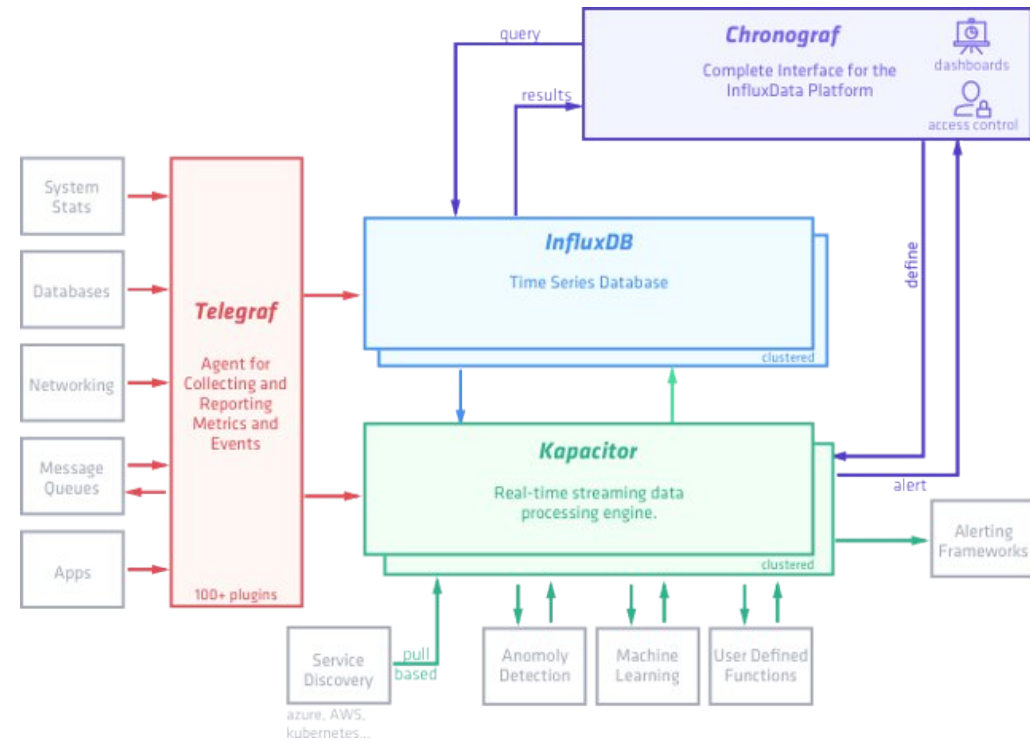 query
Chronograf
Complete Interface for the
InfluxData Platform
dashboards
access control
results
System
Stats
Databases
Networking
Message
Queues
Apps
Telegraf
Agent for
Collecting and
Reporting
Metrics and
Events
100+ plugins
InfluxDB
Time Series Database
clustered
define
Kapacitor
Real-time streaming data
processing engine.
clustered
alert
Alerting
Frameworks
Service
Discovery
azure, AWS,
kubernetes...
pull
based
Anomoly
Detection
Machine
Learning
User Defined
Functions